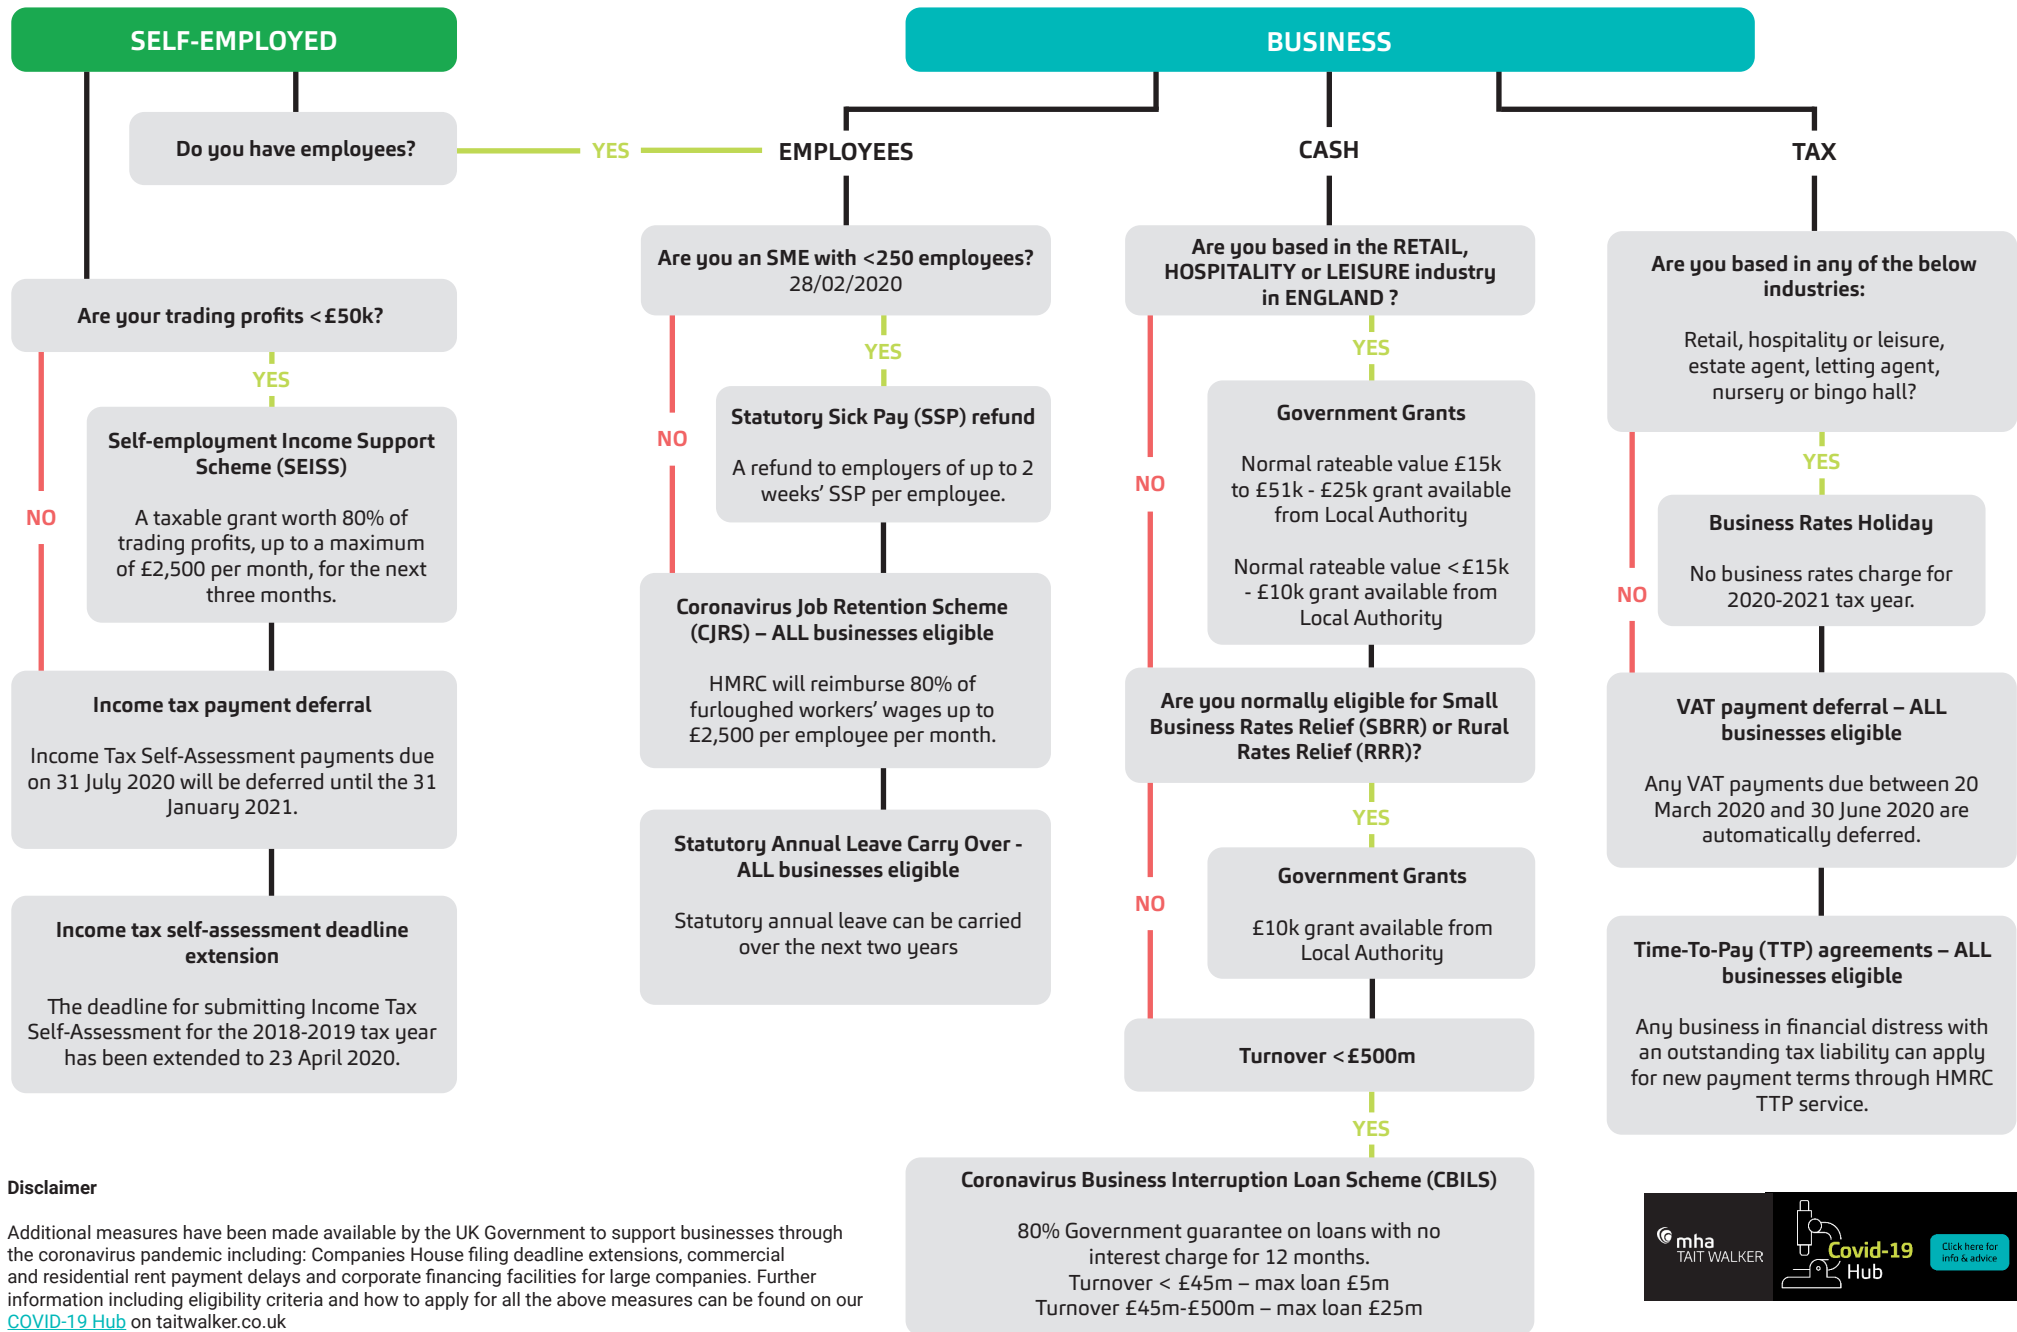 SELF-EMPLOYED
Do you have employees?
YES
Are your trading profits <£50k?
YES
NO
Self-employment Income Support
Scheme (SEISS)
A taxable grant worth 80% of
trading profits, up to a maximum
of £2,500 per month, for the next
three months.
Income tax payment deferral
Income Tax Self-Assessment payments due
on 31 July 2020 will be deferred until the 31
January 2021.
Income tax self-assessment deadline
extension
The deadline for submitting Income Tax
Self-Assessment for the 2018-2019 tax year
has been extended to 23 April 2020.
BUSINESS
EMPLOYEES
Are you an SME with <250 employees?
28/02/2020
YES
NO
Statutory Sick Pay (SSP) refund
A refund to employers of up to 2
weeks’ SSP per employee.
Coronavirus Job Retention Scheme
(CJRS) – ALL businesses eligible
HMRC will reimburse 80% of
furloughed workers’ wages up to
£2,500 per employee per month.
Statutory Annual Leave Carry Over -
ALL businesses eligible
Statutory annual leave can be carried
over the next two years
CASH
Are you based in the RETAIL,
HOSPITALITY or LEISURE industry
in ENGLAND ?
YES
NO
Government Grants
Normal rateable value £15k
to £51k - £25k grant available
from Local Authority
Normal rateable value <£15k
- £10k grant available from
Local Authority
Are you normally eligible for Small
Business Rates Relief (SBRR) or Rural
Rates Relief (RRR)?
YES
NO
Government Grants
£10k grant available from
Local Authority
Turnover <£500m
YES
Coronavirus Business Interruption Loan Scheme (CBILS)
80% Government guarantee on loans with no
interest charge for 12 months.
Turnover < £45m – max loan £5m
Turnover £45m-£500m – max loan £25m
TAX
Are you based in any of the below
industries:
Retail, hospitality or leisure,
estate agent, letting agent,
nursery or bingo hall?
YES
NO
Business Rates Holiday
No business rates charge for
2020-2021 tax year.
VAT payment deferral – ALL
businesses eligible
Any VAT payments due between 20
March 2020 and 30 June 2020 are
automatically deferred.
Time-To-Pay (TTP) agreements – ALL
businesses eligible
Any business in financial distress with
an outstanding tax liability can apply
for new payment terms through HMRC
TTP service.
Disclaimer
Additional measures have been made available by the UK Government to support businesses through
the coronavirus pandemic including: Companies House filing deadline extensions, commercial
and residential rent payment delays and corporate financing facilities for large companies. Further
information including eligibility criteria and how to apply for all the above measures can be found on our
COVID-19 Hub on taitwalker.co.uk
mha
TAIT WALKER
Covid-19
Hub
Click here for
info & advice